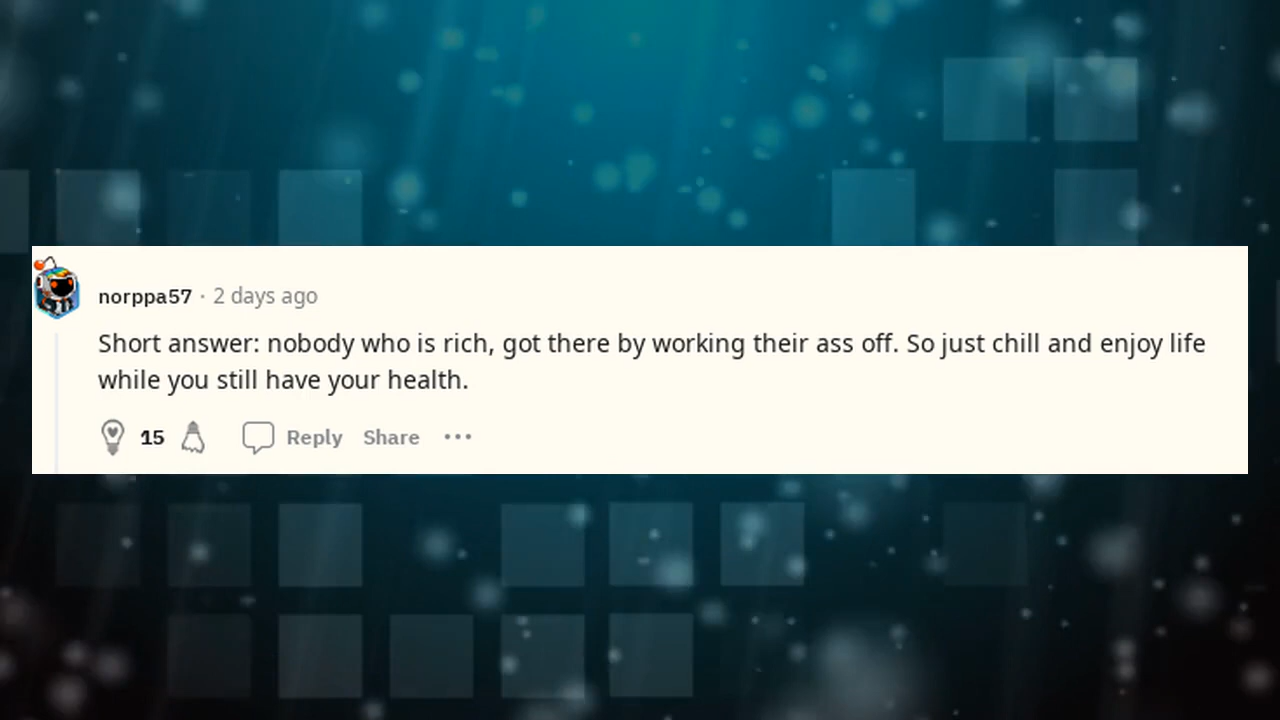 norppa57 · 2 days ago
Short answer: nobody who is rich, got there by working their ass off. So just chill and enjoy life
while you still have your health.
15 Reply Share ···